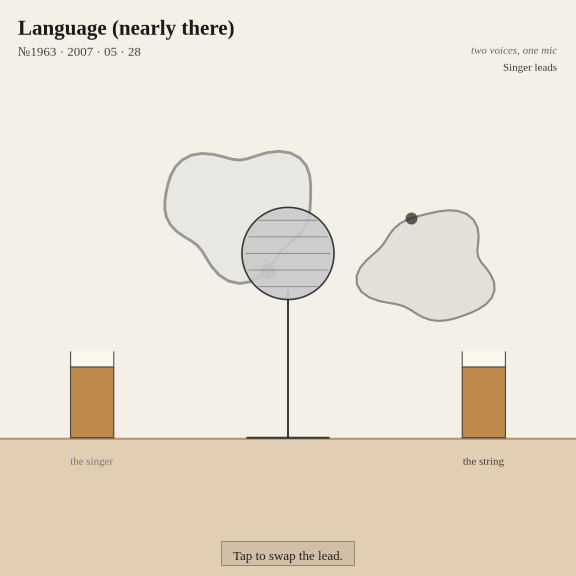 Language (nearly there)
№1963 · 2007 · 05 · 28
two voices, one mic
Singer leads
the singer
the string
Tap to swap the lead.